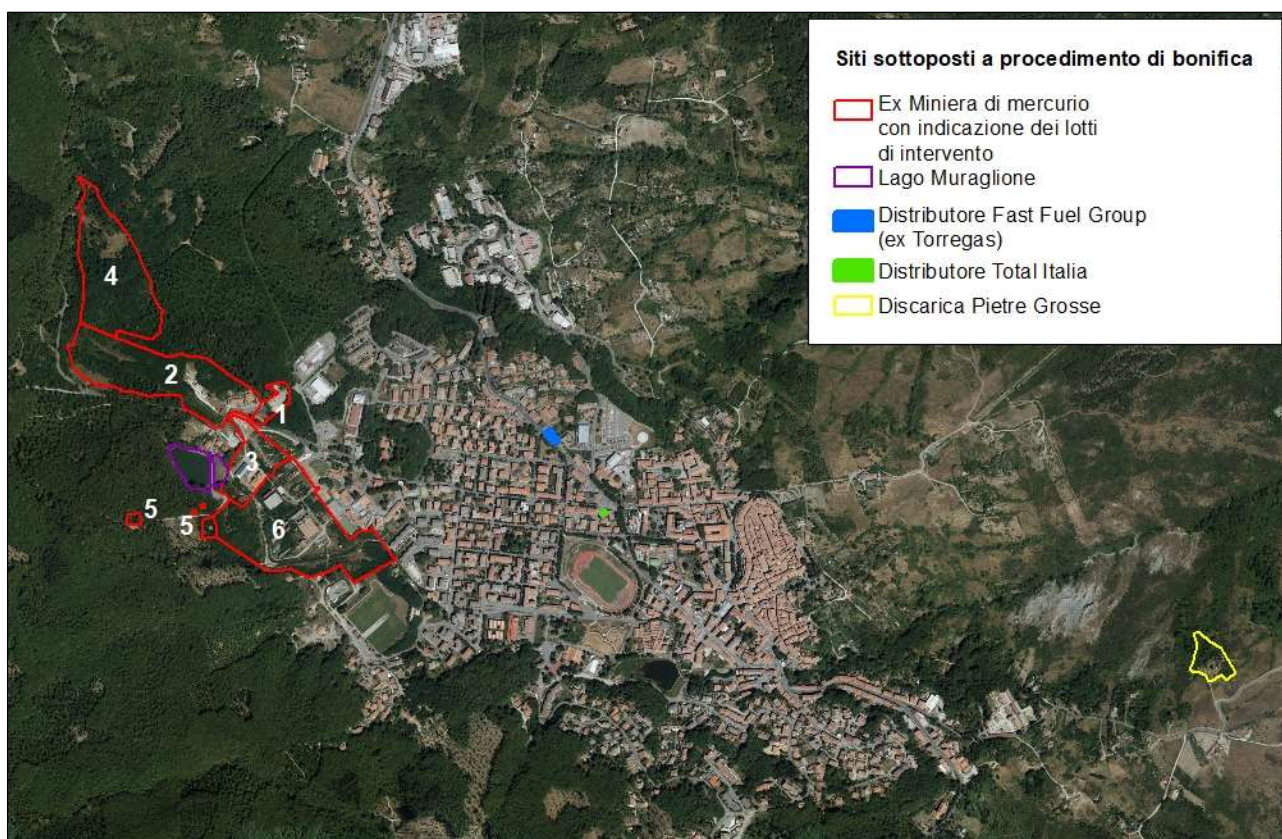 Siti sottoposti a procedimento di bonifica
Ex Miniera di mercurio
con indicazione dei lotti
di intervento
Lago Muraglione
Distributore Fast Fuel Group
(ex Torregas)
Distributore Total Italia
Discarica Pietre Grosse
4
2
1
3
5
5
6